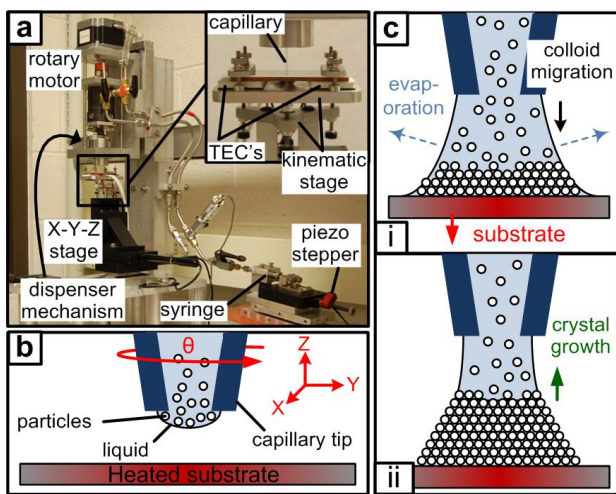 a
rotary
motor
capillary
TEC's
kinematic
stage
X-Y-Z
stage
dispenser
mechanism
syringe
piezo
stepper
b
θ
Z
Y
X
particles
liquid
capillary tip
Heated substrate
c
colloid
migration
evap-
oration
i
substrate
crystal
growth
ii